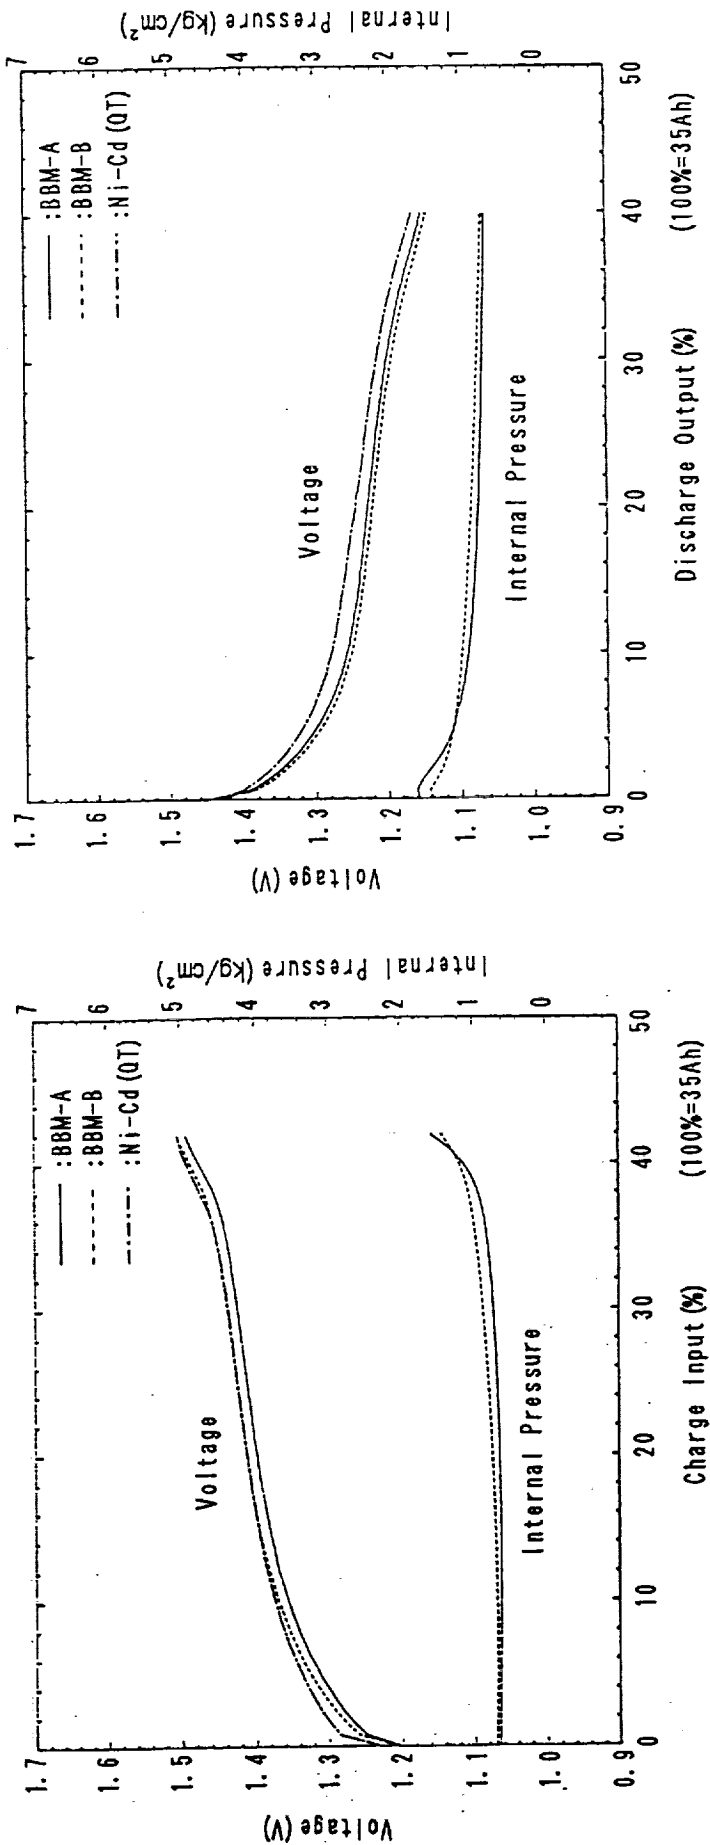 Voltage (V)
1.7
1.6
1.5
1.4
1.3
1.2
1.1
1.0
0.9
:BBM-A
:BBM-B
:Ni-Cd (QT)
Voltage
Internal Pressure
7
6
5
4
3
2
1
0
Internal Pressure (kg/cm²)
0
10
20
30
40
50
Charge Input (%)
(100%=35Ah)
Voltage (V)
1.7
1.6
1.5
1.4
1.3
1.2
1.1
1.0
0.9
:BBM-A
:BBM-B
:Ni-Cd (QT)
Voltage
Internal Pressure
7
6
5
4
3
2
1
0
Internal Pressure (kg/cm²)
0
10
20
30
40
50
Discharge Output (%)
(100%=35Ah)